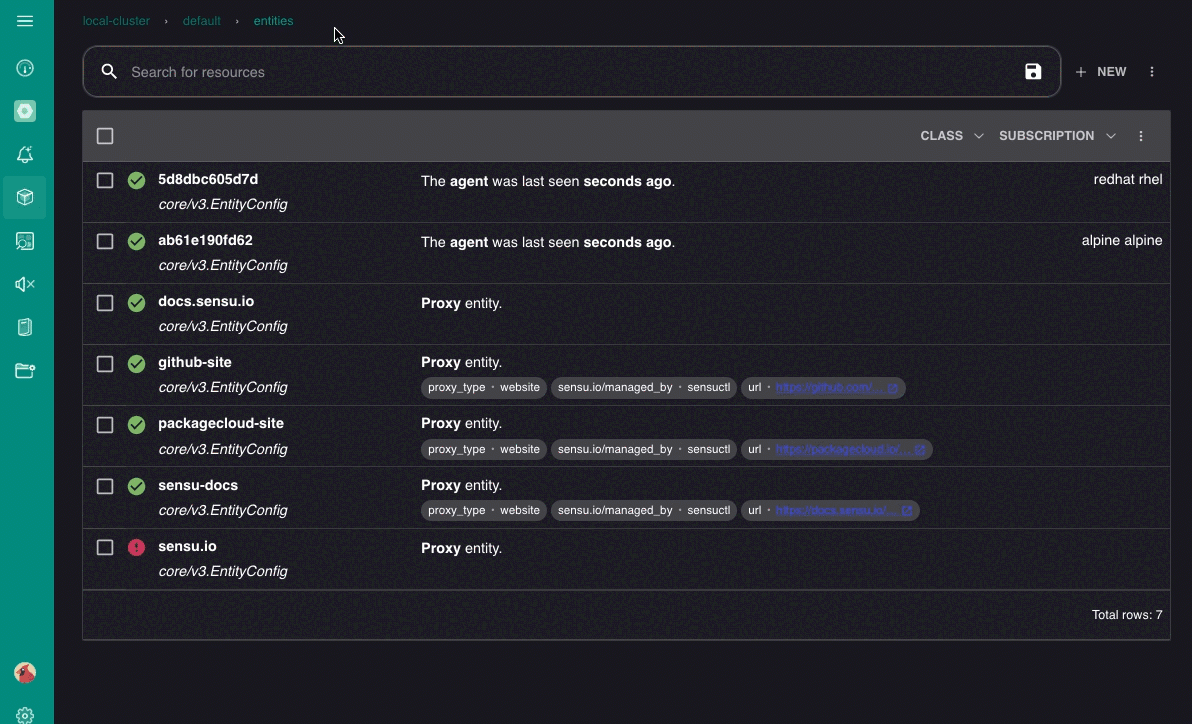 local-cluster › default › entities
Search for resources
NEW
CLASS SUBSCRIPTION
5d8dbc605d7d The agent was last seen seconds ago. redhat rhel
core/v3.EntityConfig
ab61e190fd62 The agent was last seen seconds ago. alpine alpine
core/v3.EntityConfig
docs.sensu.io Proxy entity.
core/v3.EntityConfig
github-site Proxy entity.
core/v3.EntityConfig proxy_type · website sensu.io/managed_by · sensuctl url · https://github.com/...
packagecloud-site Proxy entity.
core/v3.EntityConfig proxy_type · website sensu.io/managed_by · sensuctl url · https://packagecloud.io/...
sensu-docs Proxy entity.
core/v3.EntityConfig proxy_type · website sensu.io/managed_by · sensuctl url · https://docs.sensu.io/...
sensu.io Proxy entity.
core/v3.EntityConfig
Total rows: 7